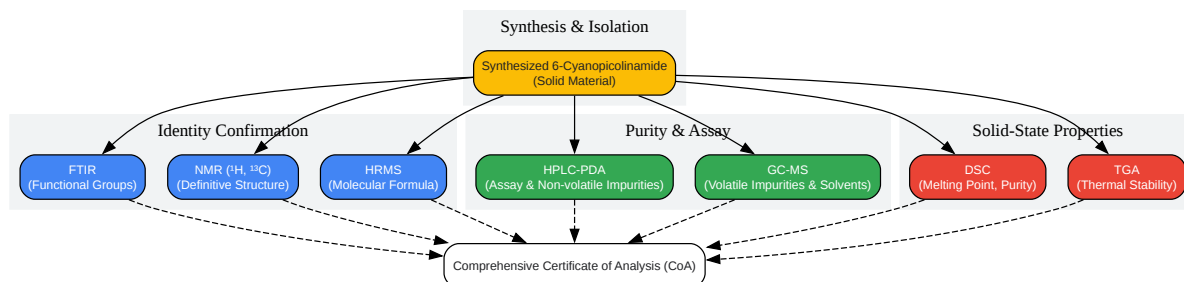 Synthesis & Isolation
Synthesized 6-Cyanopicolinamide
(Solid Material)
Identity Confirmation
Purity & Assay
Solid-State Properties
FTIR
(Functional Groups)
NMR (¹H, ¹³C)
(Definitive Structure)
HRMS
(Molecular Formula)
HPLC-PDA
(Assay & Non-volatile Impurities)
GC-MS
(Volatile Impurities & Solvents)
DSC
(Melting Point, Purity)
TGA
(Thermal Stability)
Comprehensive Certificate of Analysis (CoA)